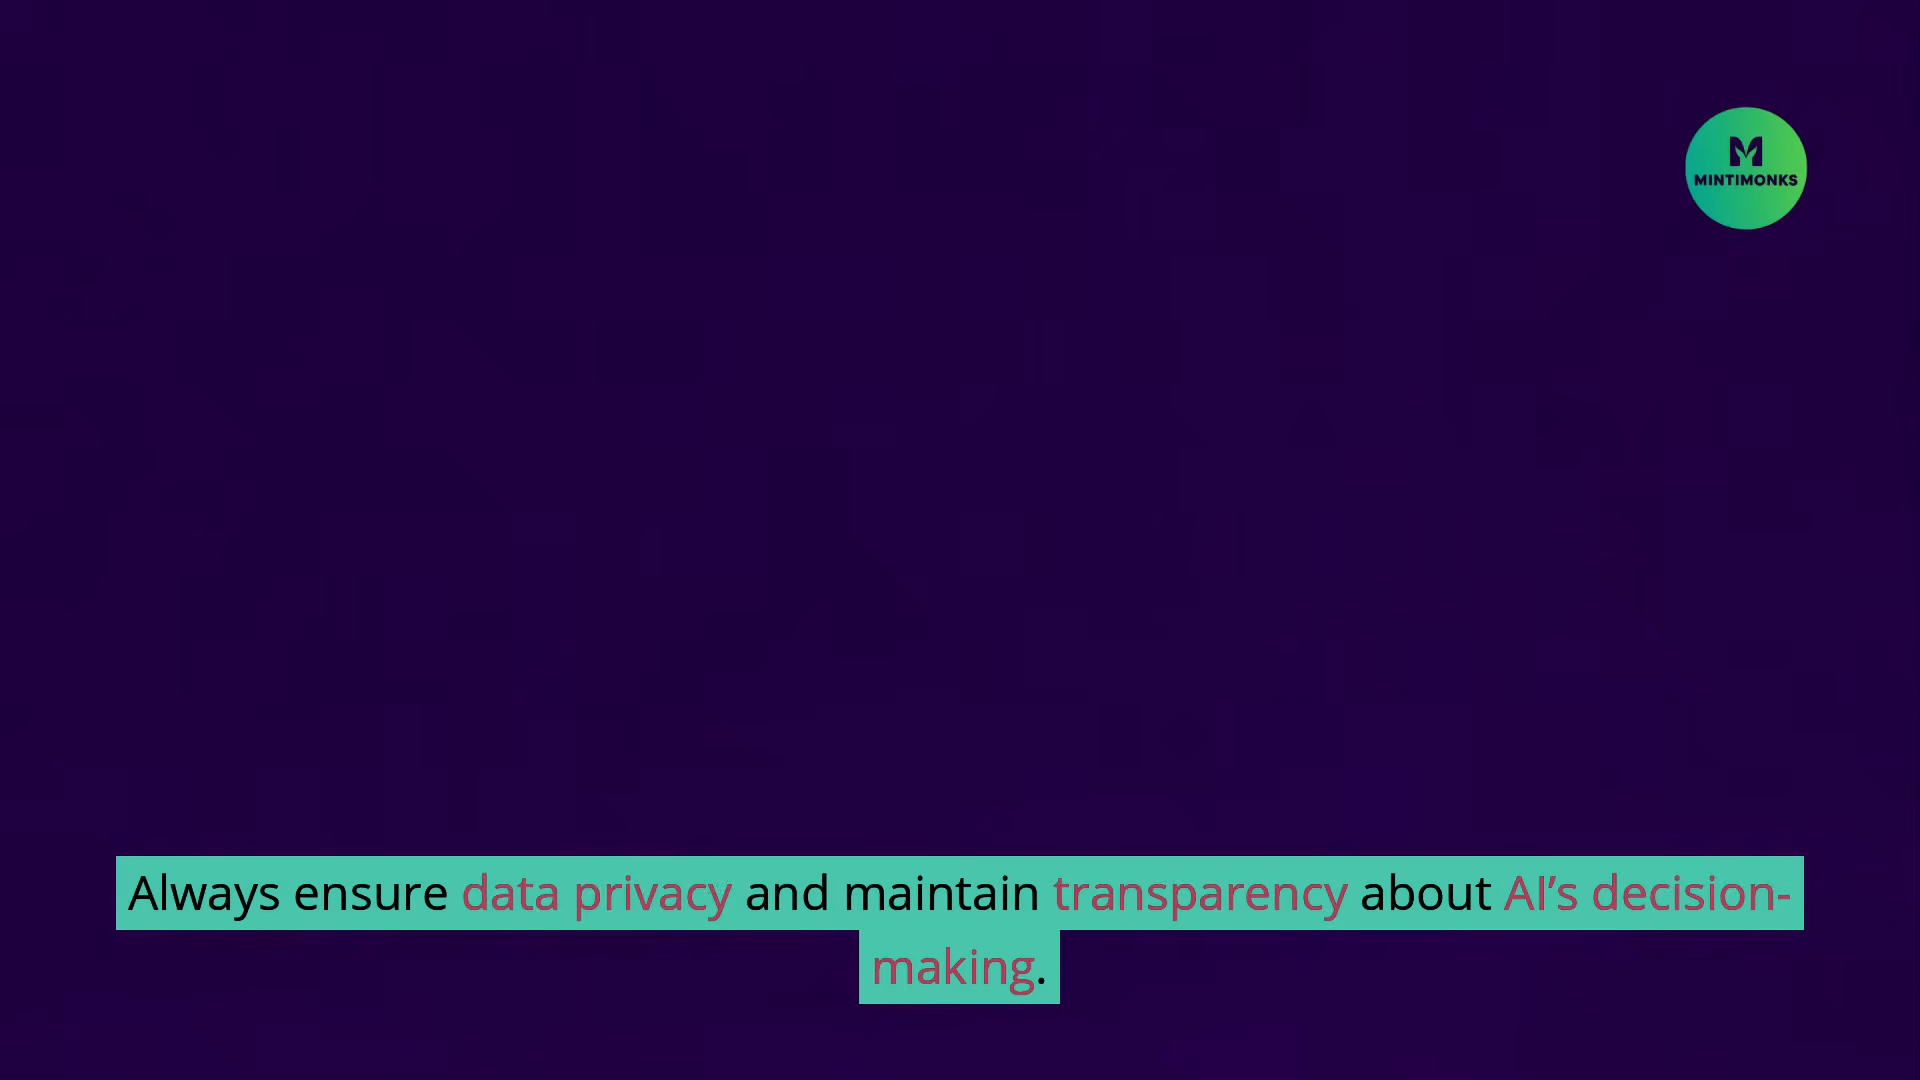 M
MINTIMONKS
Always ensure data privacy and maintain transparency about AI’s decision-
making.